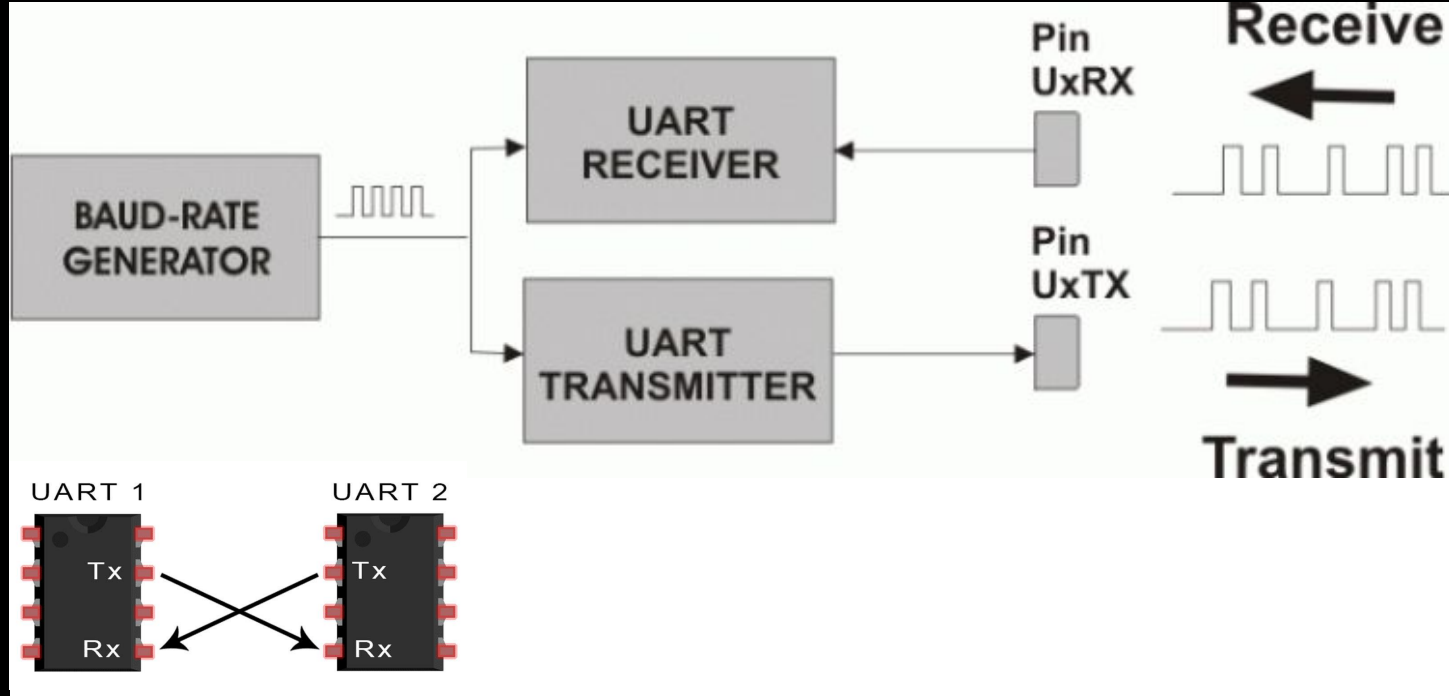 Receive
Pin
UxRX
UART
RECEIVER
BAUD-RATE
GENERATOR
Pin
UxTX
UART
TRANSMITTER
Transmit
UART 1
UART 2
Tx
Tx
Rx
Rx